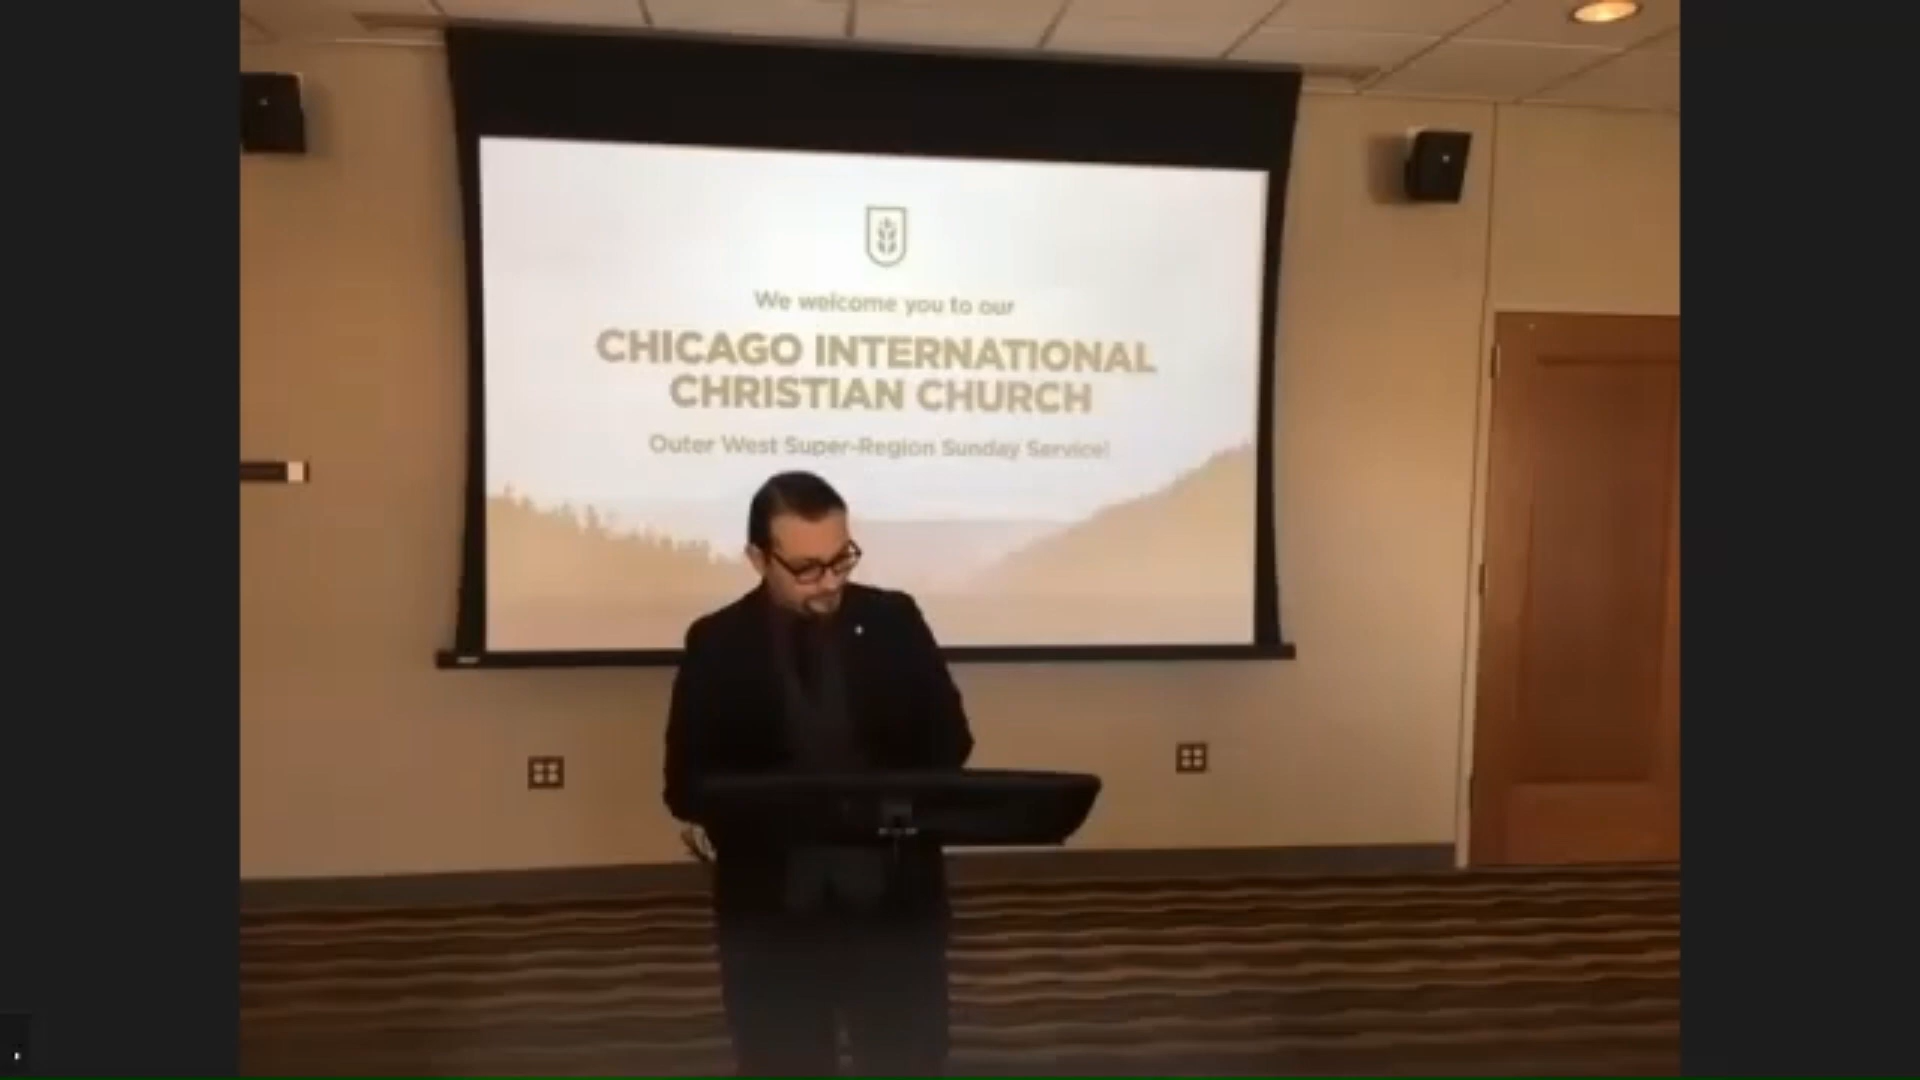 We welcome you to our
CHICAGO INTERNATIONAL
CHRISTIAN CHURCH
Outer West Super-Region Sunday Service!